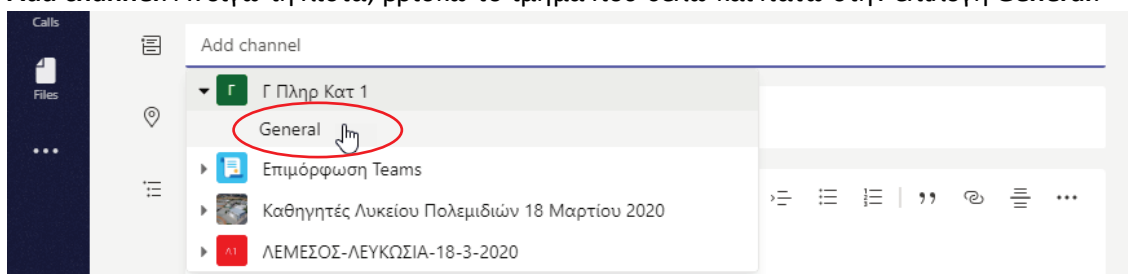 Calls
Add channel
Files
Γ
Γ Πληρ Κατ 1
General
Επιμόρφωση Teams
Καθηγητές Λυκείου Πολεμιδιών 18 Μαρτίου 2020
Λ1
ΛΕΜΕΣΟΣ-ΛΕΥΚΩΣΙΑ-18-3-2020